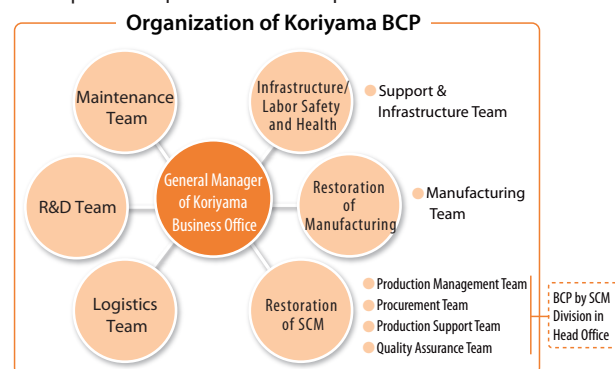 Organization of Koriyama BCP
Maintenance
Team
Infrastructure/
Labor Safety
and Health
Support &
Infrastructure Team
R&D Team
General Manager
of Koriyama
Business Office
Restoration
of
Manufacturing
Manufacturing
Team
Logistics
Team
Restoration
of SCM
Production Management Team
Procurement Team
Production Support Team
Quality Assurance Team
BCP by SCM
Division in
Head Office